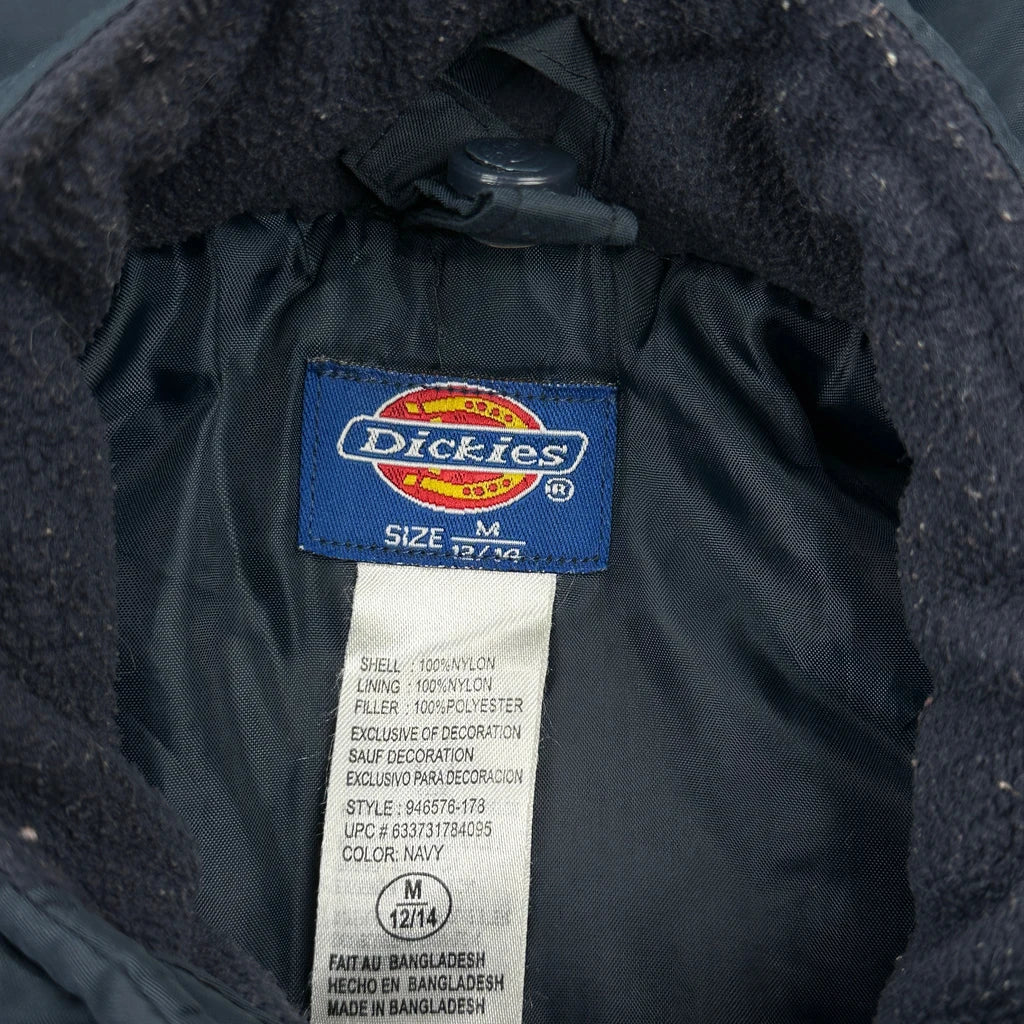 Dickies
®
SIZE M
12/14
SHELL : 100%NYLON
LINING : 100%NYLON
FILLER : 100%POLYESTER
EXCLUSIVE OF DECORATION
SAUF DECORATION
EXCLUSIVO PARA DECORACION
STYLE : 946576-178
UPC # 633731784095
COLOR: NAVY
M
12/14
FAIT AU BANGLADESH
HECHO EN BANGLADESH
MADE IN BANGLADESH